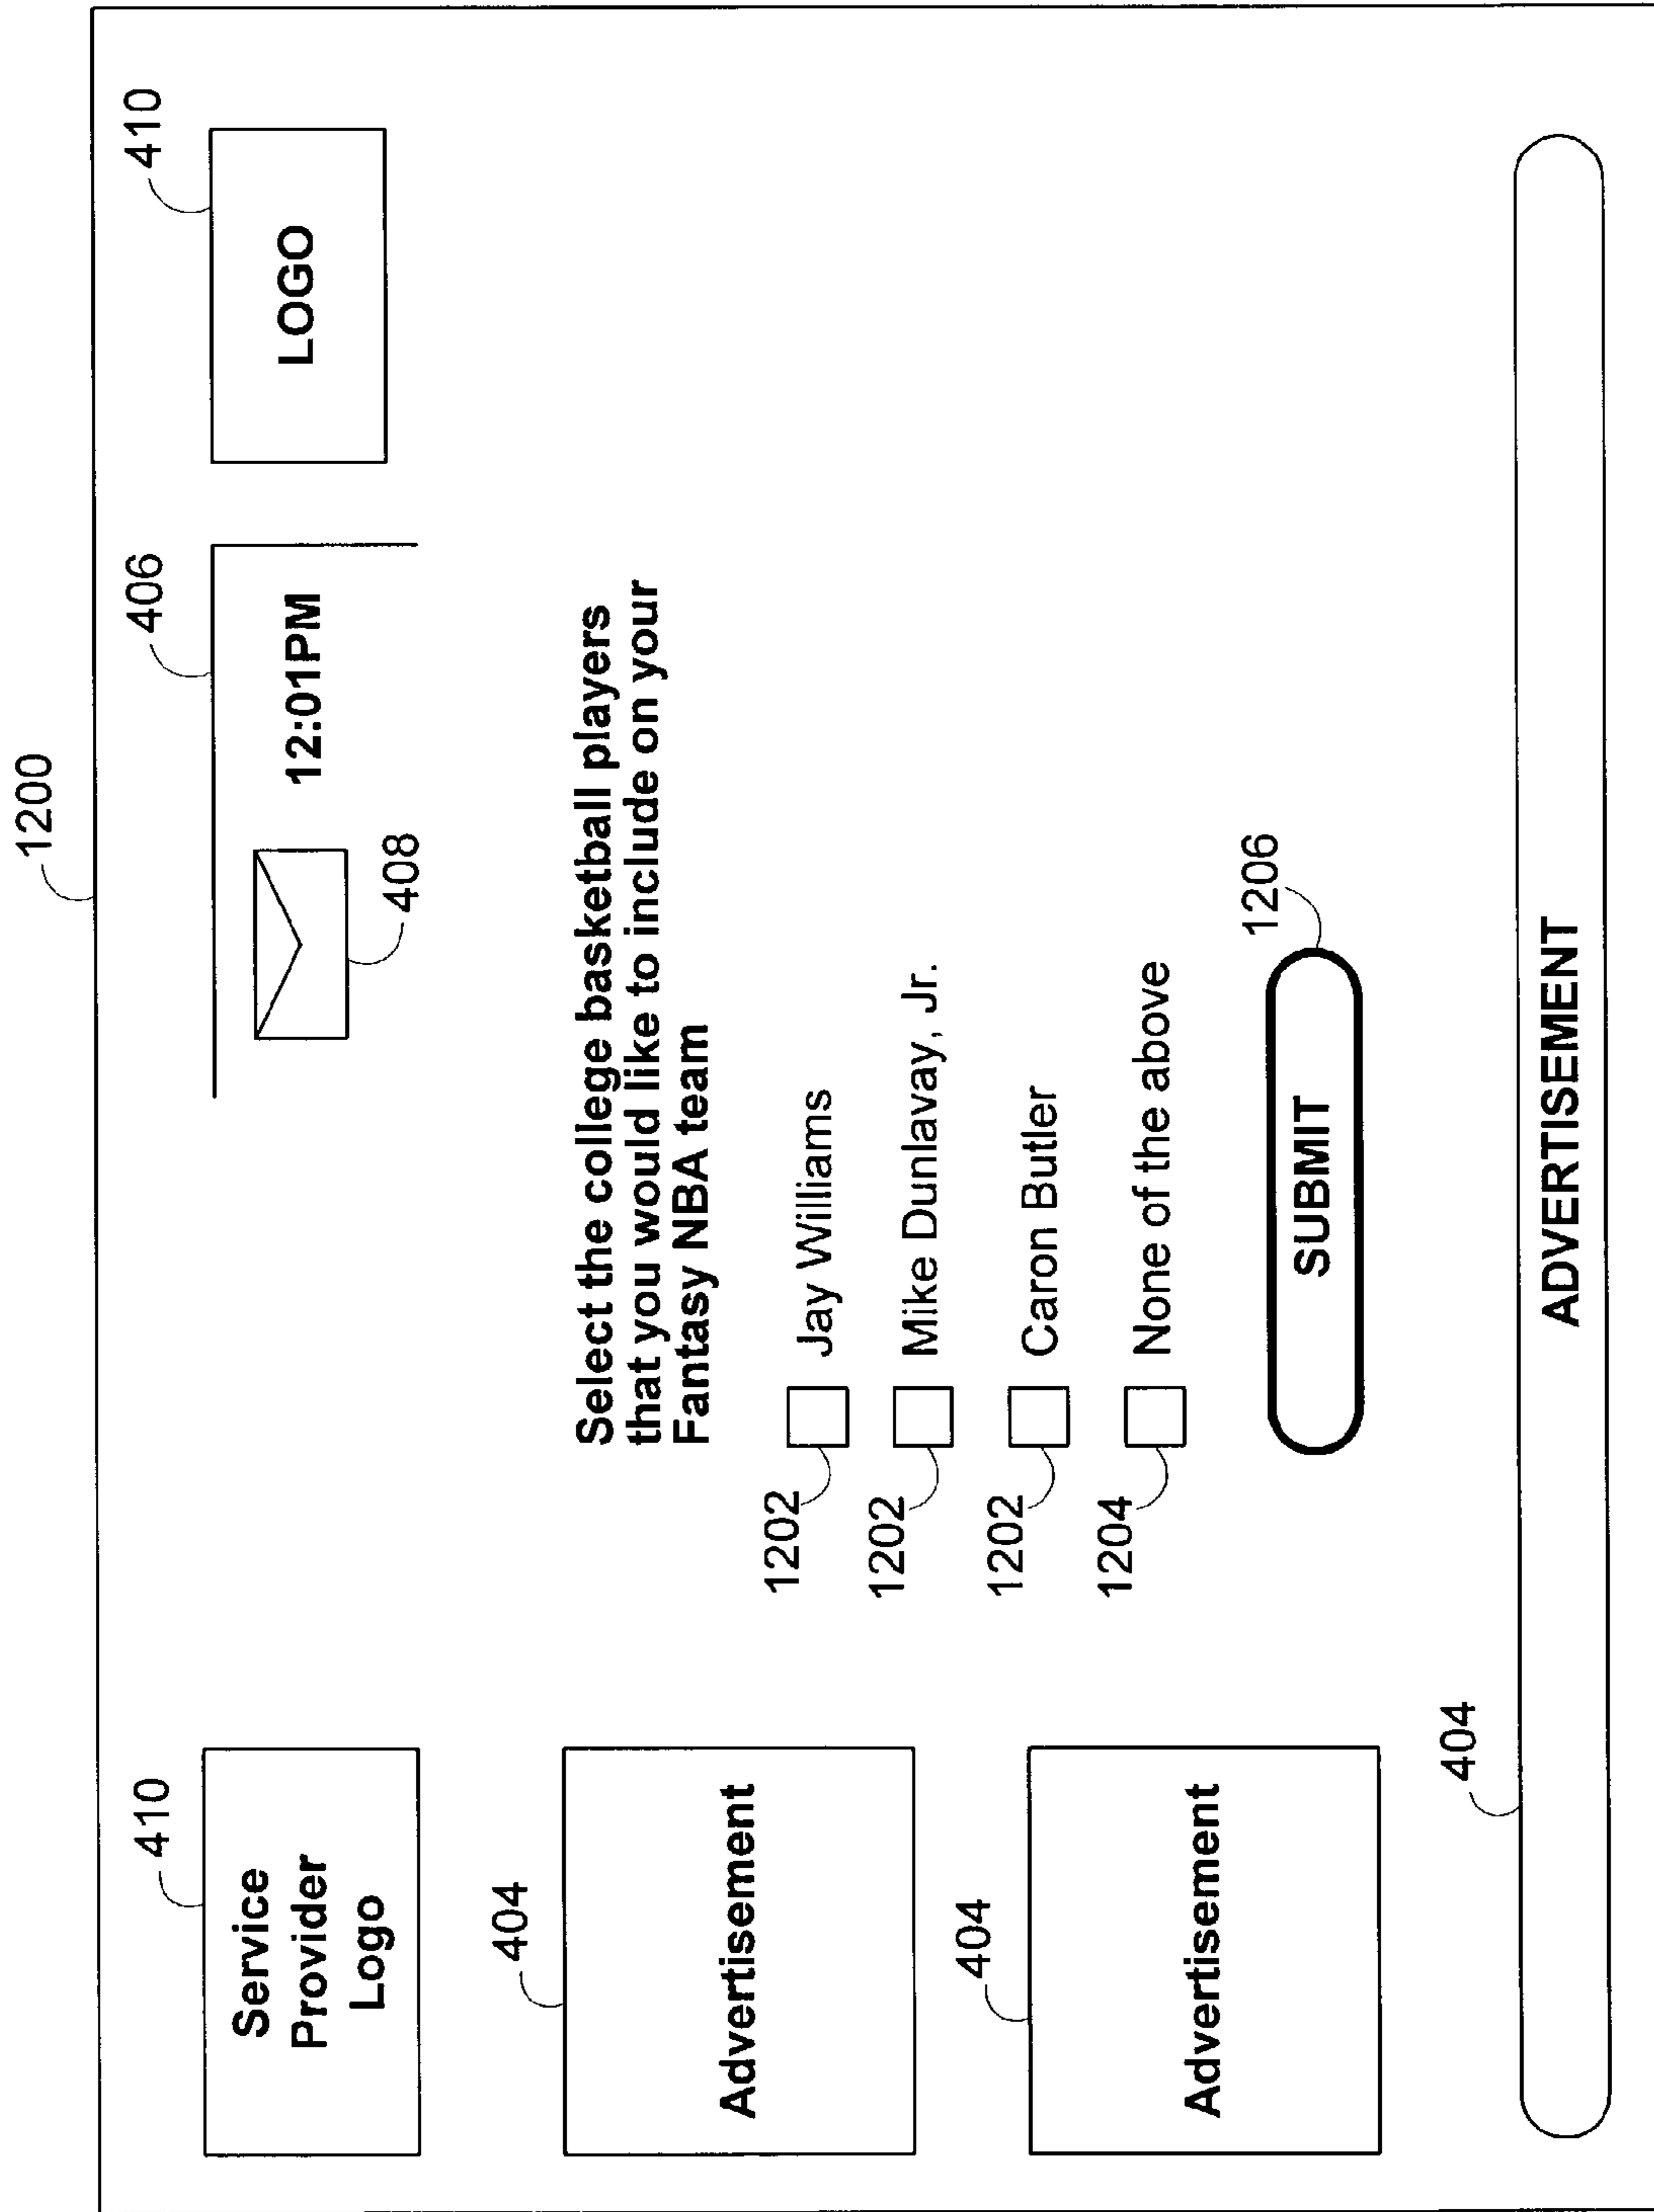 1200
410
406
410
Service
Provider
Logo
12:01PM
LOGO
408
404
Advertisement
Select the college basketball players
that you would like to include on your
Fantasy NBA team
1202
Jay Williams
1202
Mike Dunlavay, Jr.
1202
Caron Butler
1204
None of the above
404
Advertisement
1206
SUBMIT
404
ADVERTISEMENT